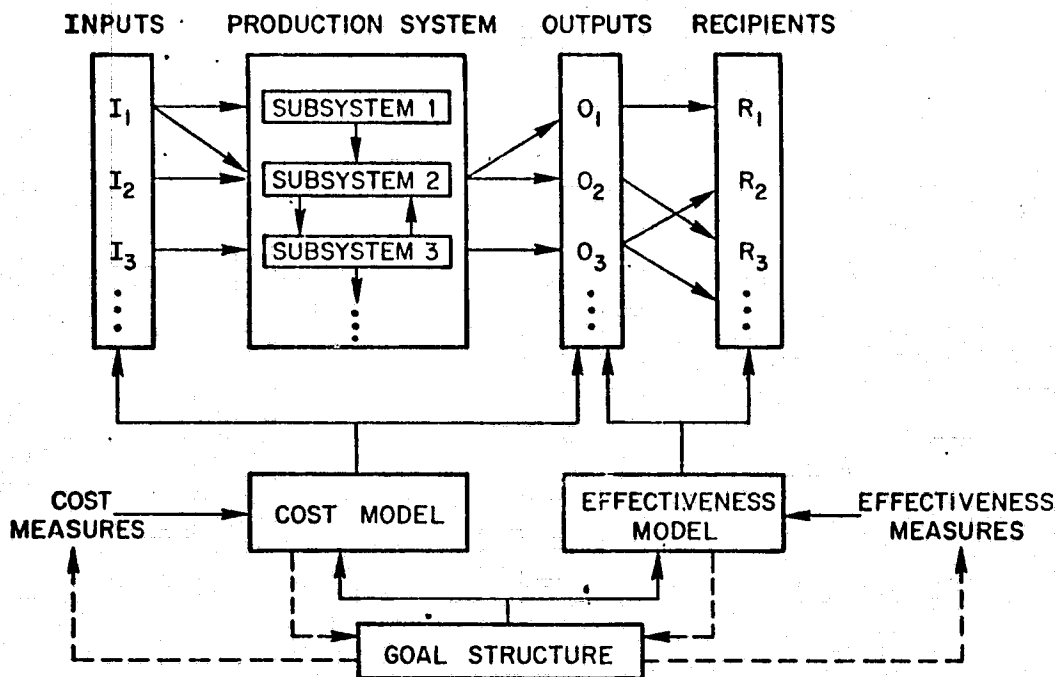 INPUTS PRODUCTION SYSTEM OUTPUTS RECIPIENTS
I₁ SUBSYSTEM 1 O₁ R₁
I₂ SUBSYSTEM 2 O₂ R₂
I₃ SUBSYSTEM 3 O₃ R₃
COST
MEASURES
COST MODEL
EFFECTIVENESS
MODEL
EFFECTIVENESS
MEASURES
GOAL STRUCTURE